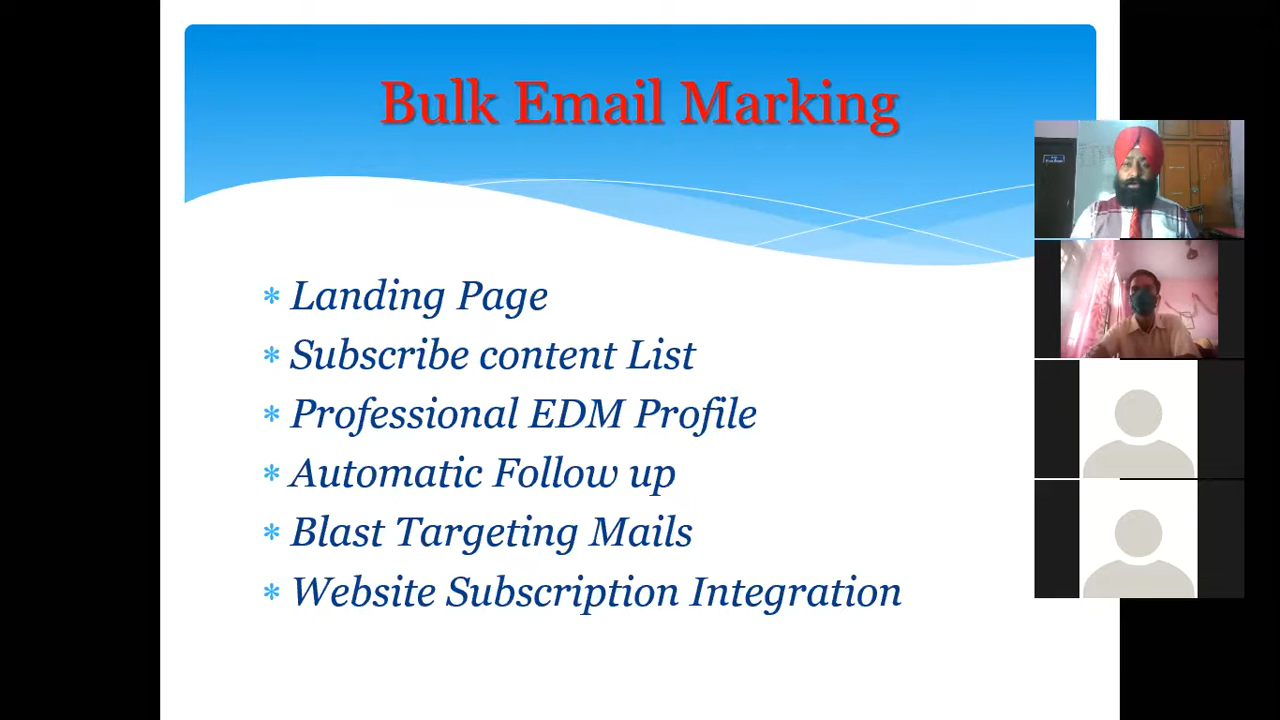 Bulk Email Marking
* Landing Page
* Subscribe content List
* Professional EDM Profile
* Automatic Follow up
* Blast Targeting Mails
* Website Subscription Integration